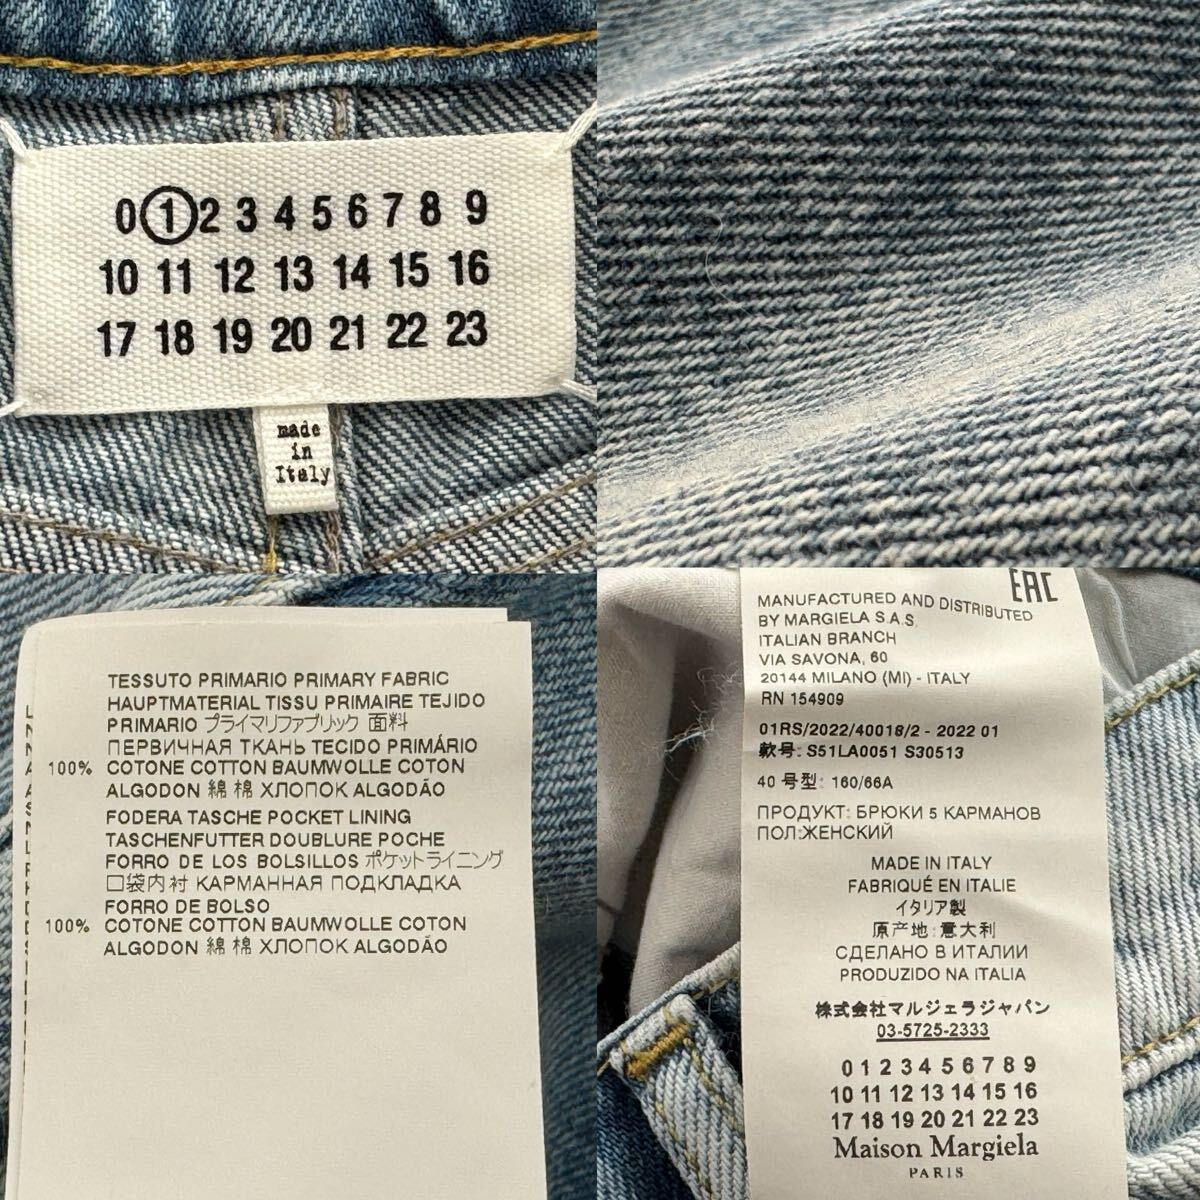 0 1 2 3 4 5 6 7 8 9
10 11 12 13 14 15 16
17 18 19 20 21 22 23
made
in
Italy
TESSUTO PRIMARIO PRIMARY FABRIC
HAUPTMATERIAL TISSU PRIMAIRE TEJIDO
PRIMARIO プライマリファブリック 面料
ПЕРВИЧНАЯ ТКАНЬ TECIDO PRIMÁRIO
100% COTONE COTTON BAUMWOLLE COTON
ALGODON 綿 棉 ХЛОПОК ALGODÃO
FODERA TASCHE POCKET LINING
TASCHENFUTTER DOUBLURE POCHE
FORRO DE LOS BOLSILLOS ポケットライニング
口袋内衬 КАРМАННАЯ ПОДКЛАДКА
FORRO DE BOLSO
100% COTONE COTTON BAUMWOLLE COTON
ALGODON 綿 棉 ХЛОПОК ALGODÃO
EAC
MANUFACTURED AND DISTRIBUTED
BY MARGIELA S.A.S.
ITALIAN BRANCH
VIA SAVONA, 60
20144 MILANO (MI) - ITALY
RN 154909
01RS/2022/40018/2 - 2022 01
款号: S51LA0051 S30513
40 号型: 160/66A
ПРОДУКТ: БРЮКИ 5 КАРМАНОВ
ПОЛ:ЖЕНСКИЙ
MADE IN ITALY
FABRIQUÉ EN ITALIE
イタリア製
原产地: 意大利
СДЕЛАНО В ИТАЛИИ
PRODUZIDO NA ITALIA
株式会社マルジェラジャパン
03-5725-2333
0 1 2 3 4 5 6 7 8 9
10 11 12 13 14 15 16
17 18 19 20 21 22 23
Maison Margiela
PARIS